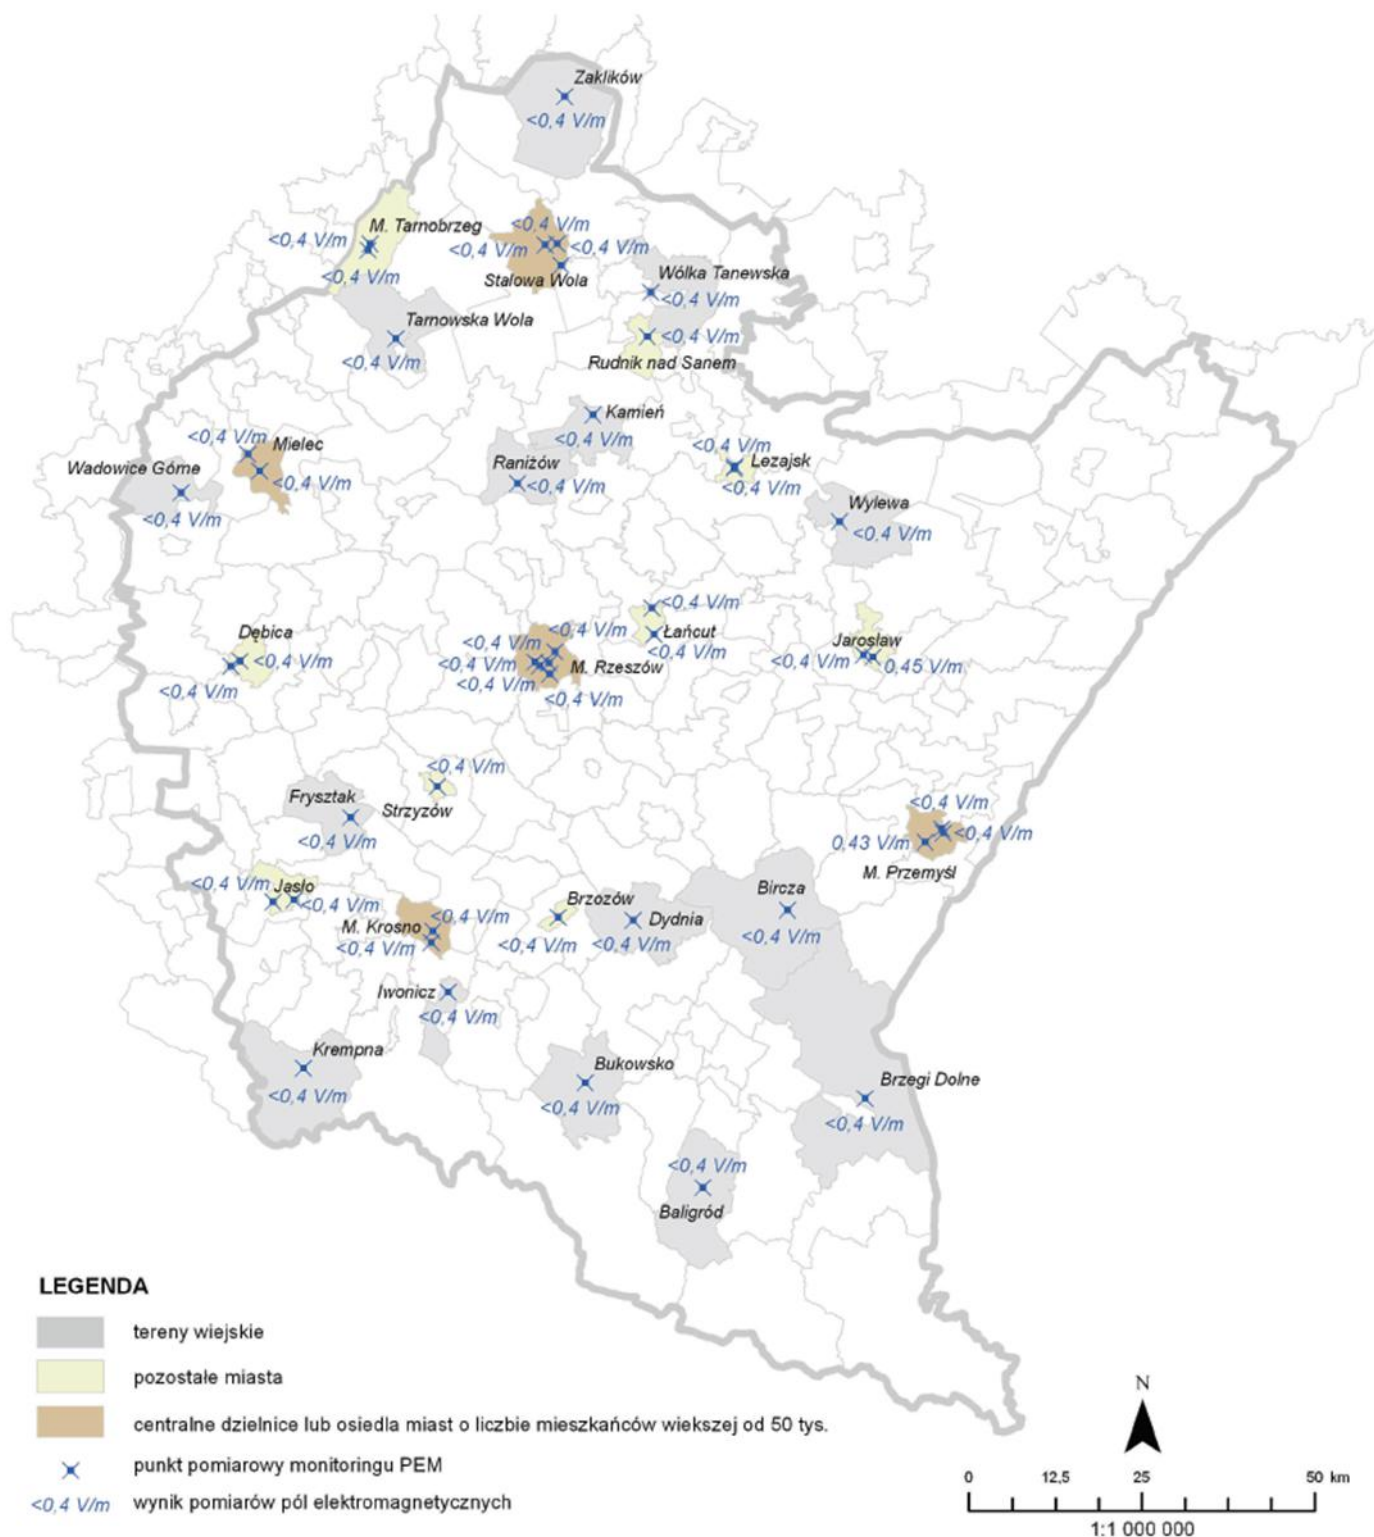 Zaklików
<0,4 V/m
M. Tarnobrzeg
<0,4 V/m
<0,4 V/m
<0,4 V/m
<0,4 V/m
<0,4 V/m
Stalowa Wola
Wólka Tanewska
<0,4 V/m
Tarnowska Wola
<0,4 V/m
<0,4 V/m
Rudnik nad Sanem
Kamień
<0,4 V/m
<0,4 V/m
Mielec
<0,4 V/m
Wadowice Górne
<0,4 V/m
Raniżów
<0,4 V/m
<0,4 V/m
Leżajsk
<0,4 V/m
Wylewa
<0,4 V/m
Dębica
<0,4 V/m
<0,4 V/m
<0,4 V/m
<0,4 V/m
<0,4 V/m
M. Rzeszów
<0,4 V/m
<0,4 V/m
<0,4 V/m
Łańcut
<0,4 V/m
Jarosław
<0,4 V/m
0,45 V/m
<0,4 V/m
Strzyżów
Frysztak
<0,4 V/m
<0,4 V/m
0,43 V/m
<0,4 V/m
M. Przemyśl
<0,4 V/m
Jasło
<0,4 V/m
<0,4 V/m
M. Krosno
<0,4 V/m
Brzozów
<0,4 V/m
Dydnia
<0,4 V/m
Bircza
<0,4 V/m
Iwonicz
<0,4 V/m
Krempna
<0,4 V/m
Bukowsko
<0,4 V/m
Brzegi Dolne
<0,4 V/m
<0,4 V/m
Baligród
LEGENDA
tereny wiejskie
pozostałe miasta
centralne dzielnice lub osiedla miast o liczbie mieszkańców wiekszej od 50 tys.
punkt pomiarowy monitoringu PEM
<0,4 V/m wynik pomiarów pól elektromagnetycznych
N
0 12,5 25 50 km
1:1 000 000